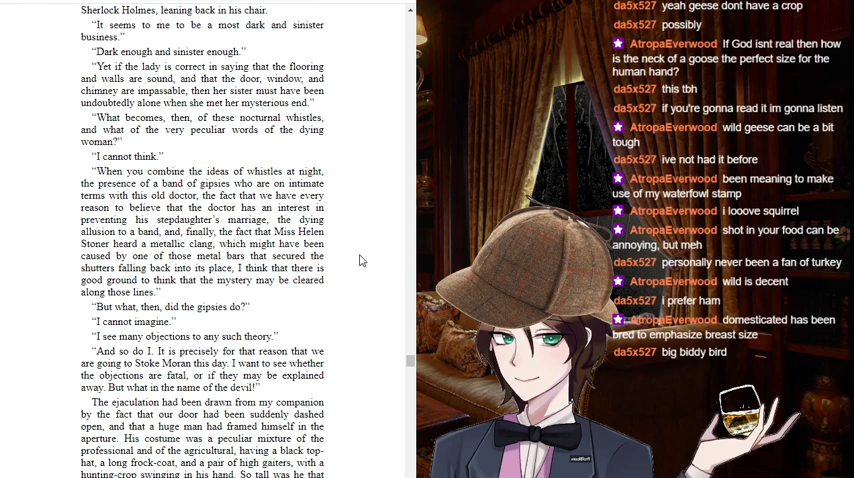 Sherlock Holmes, leaning back in his chair.
“It seems to me to be a most dark and sinister
business.”
“Dark enough and sinister enough.”
“Yet if the lady is correct in saying that the flooring
and walls are sound, and that the door, window, and
chimney are impassable, then her sister must have been
undoubtedly alone when she met her mysterious end.”
“What becomes, then, of these nocturnal whistles,
and what of the very peculiar words of the dying
woman?”
“I cannot think.”
“When you combine the ideas of whistles at night,
the presence of a band of gipsies who are on intimate
terms with this old doctor, the fact that we have every
reason to believe that the doctor has an interest in
preventing his stepdaughter’s marriage, the dying
allusion to a band, and, finally, the fact that Miss Helen
Stoner heard a metallic clang, which might have been
caused by one of those metal bars that secured the
shutters falling back into its place, I think that there is
good ground to think that the mystery may be cleared
along those lines.”
“But what, then, did the gipsies do?”
“I cannot imagine.”
“I see many objections to any such theory.”
“And so do I. It is precisely for that reason that we
are going to Stoke Moran this day. I want to see whether
the objections are fatal, or if they may be explained
away. But what in the name of the devil!”
The ejaculation had been drawn from my companion
by the fact that our door had been suddenly dashed
open, and that a huge man had framed himself in the
aperture. His costume was a peculiar mixture of the
professional and of the agricultural, having a black top-
hat, a long frock-coat, and a pair of high gaiters, with a
hunting-crop swinging in his hand. So tall was he that
da5x527 yeah geese dont have a crop
da5x527 possibly
AtropaEverwood If God isnt real then how
is the neck of a goose the perfect size for the
human hand?
da5x527 this tbh
da5x527 if you're gonna read it im gonna listen
AtropaEverwood wild geese can be a bit
tough
da5x527 ive not had it before
AtropaEverwood been meaning to make
use of my waterfowl stamp
AtropaEverwood i looove squirrel
AtropaEverwood shot in your food can be
annoying, but meh
da5x527 personally never been a fan of turkey
AtropaEverwood wild is decent
da5x527 i prefer ham
AtropaEverwood domesticated has been
bred to emphasize breast size
da5x527 big biddy bird